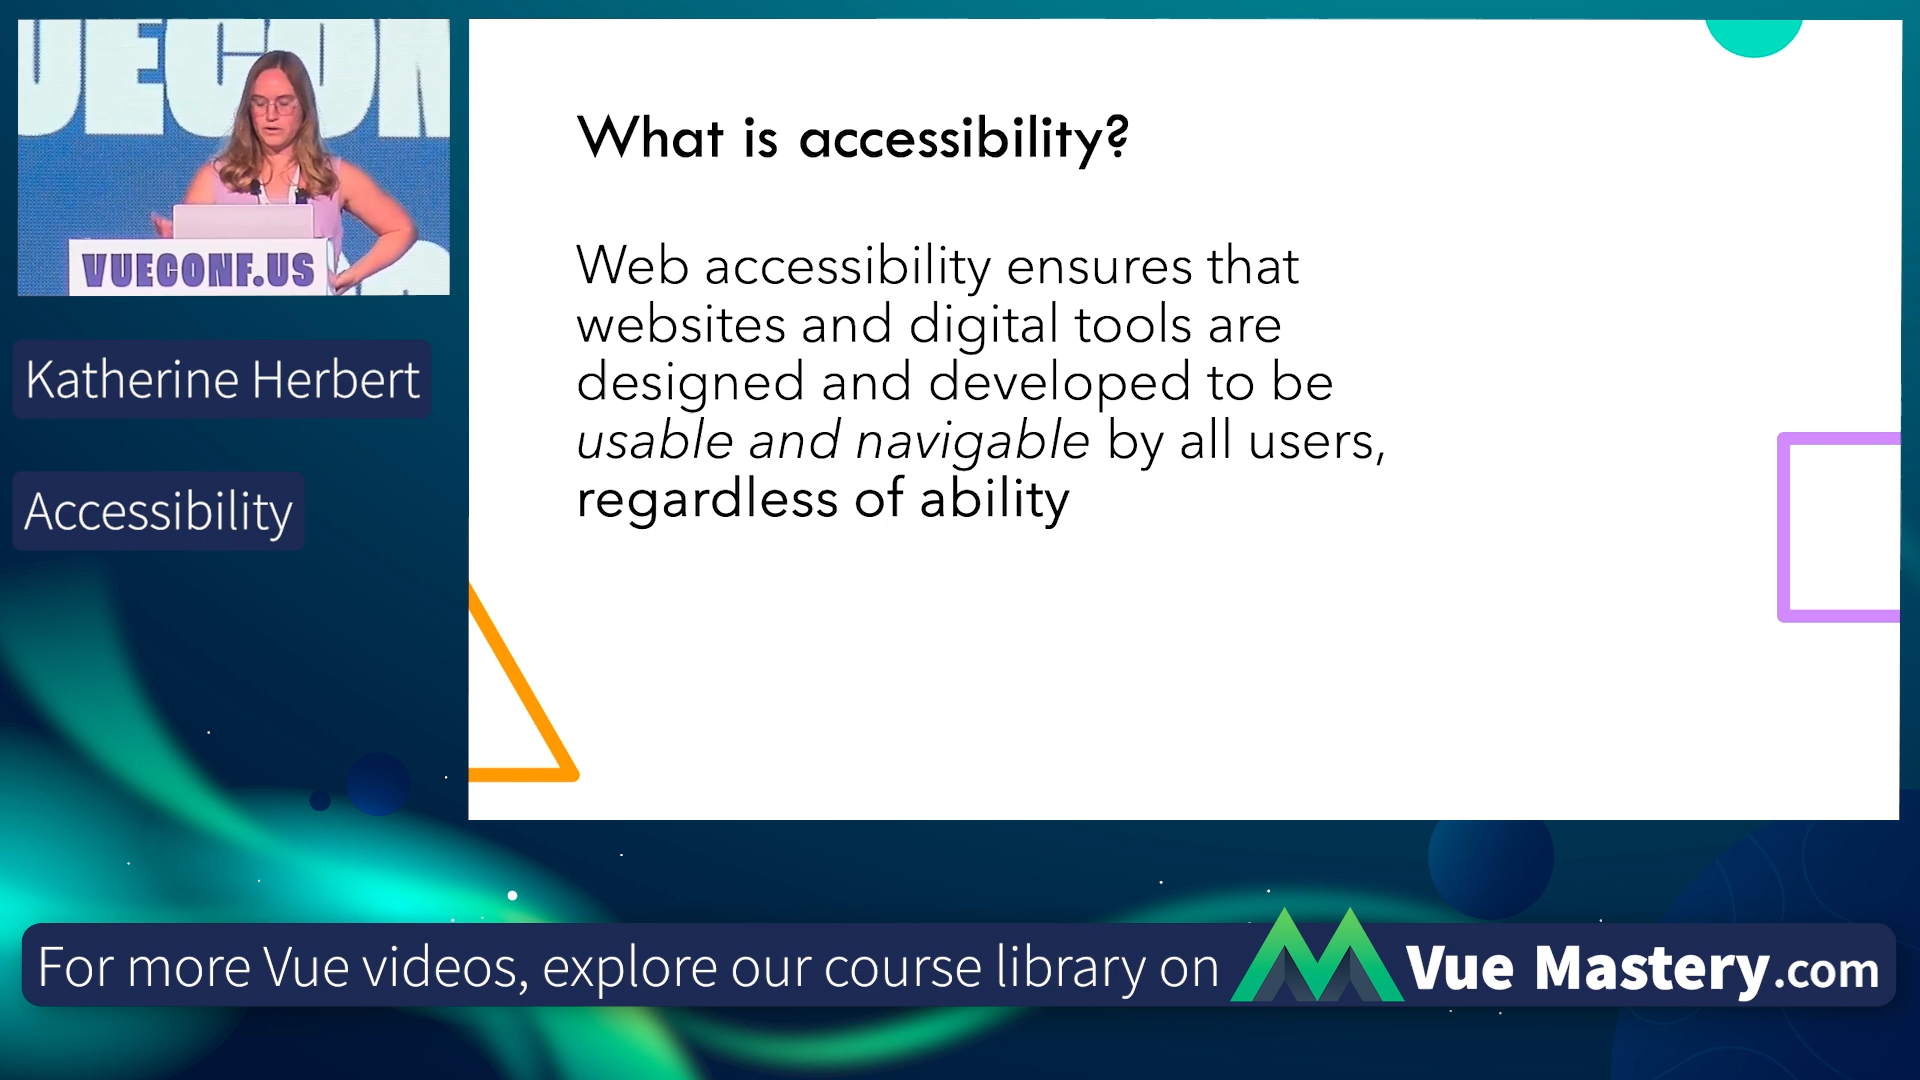 VUECONF.US
Katherine Herbert
Accessibility
What is accessibility?
Web accessibility ensures that
websites and digital tools are
designed and developed to be
usable and navigable by all users,
regardless of ability
For more Vue videos, explore our course library on Vue Mastery.com